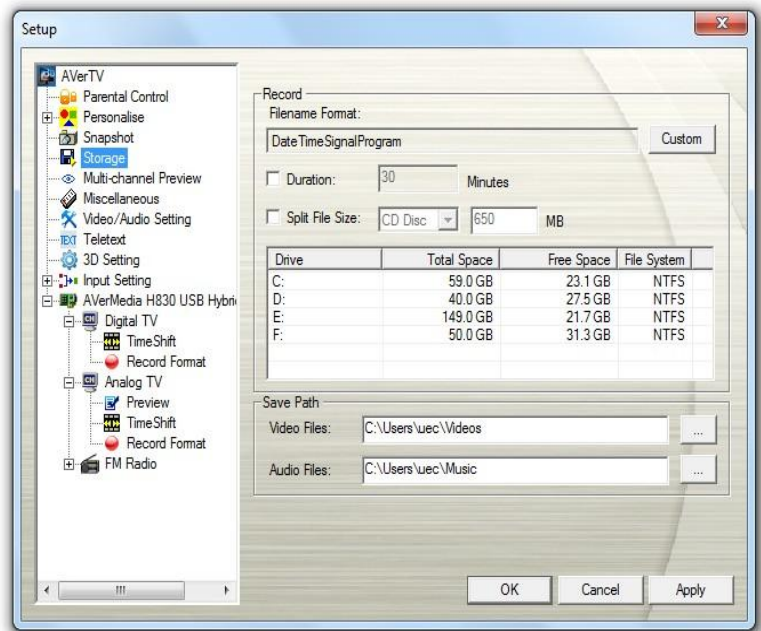 Setup
AVerTV
Parental Control
Personalise
Snapshot
Storage
Multi-channel Preview
Miscellaneous
Video/Audio Setting
TEXT Teletext
3D Setting
Input Setting
AVerMedia H830 USB Hybri
CH Digital TV
TimeShift
Record Format
CH Analog TV
Preview
TimeShift
Record Format
FM Radio
Record
Filename Format:
DateTimeSignalProgram Custom
Duration: 30 Minutes
Split File Size: CD Disc 650 MB
Drive Total Space Free Space File System
C: 59.0 GB 23.1 GB NTFS
D: 40.0 GB 27.5 GB NTFS
E: 149.0 GB 21.7 GB NTFS
F: 50.0 GB 31.3 GB NTFS
Save Path
Video Files: C:\Users\uec\Videos ...
Audio Files: C:\Users\uec\Music ...
OK Cancel Apply